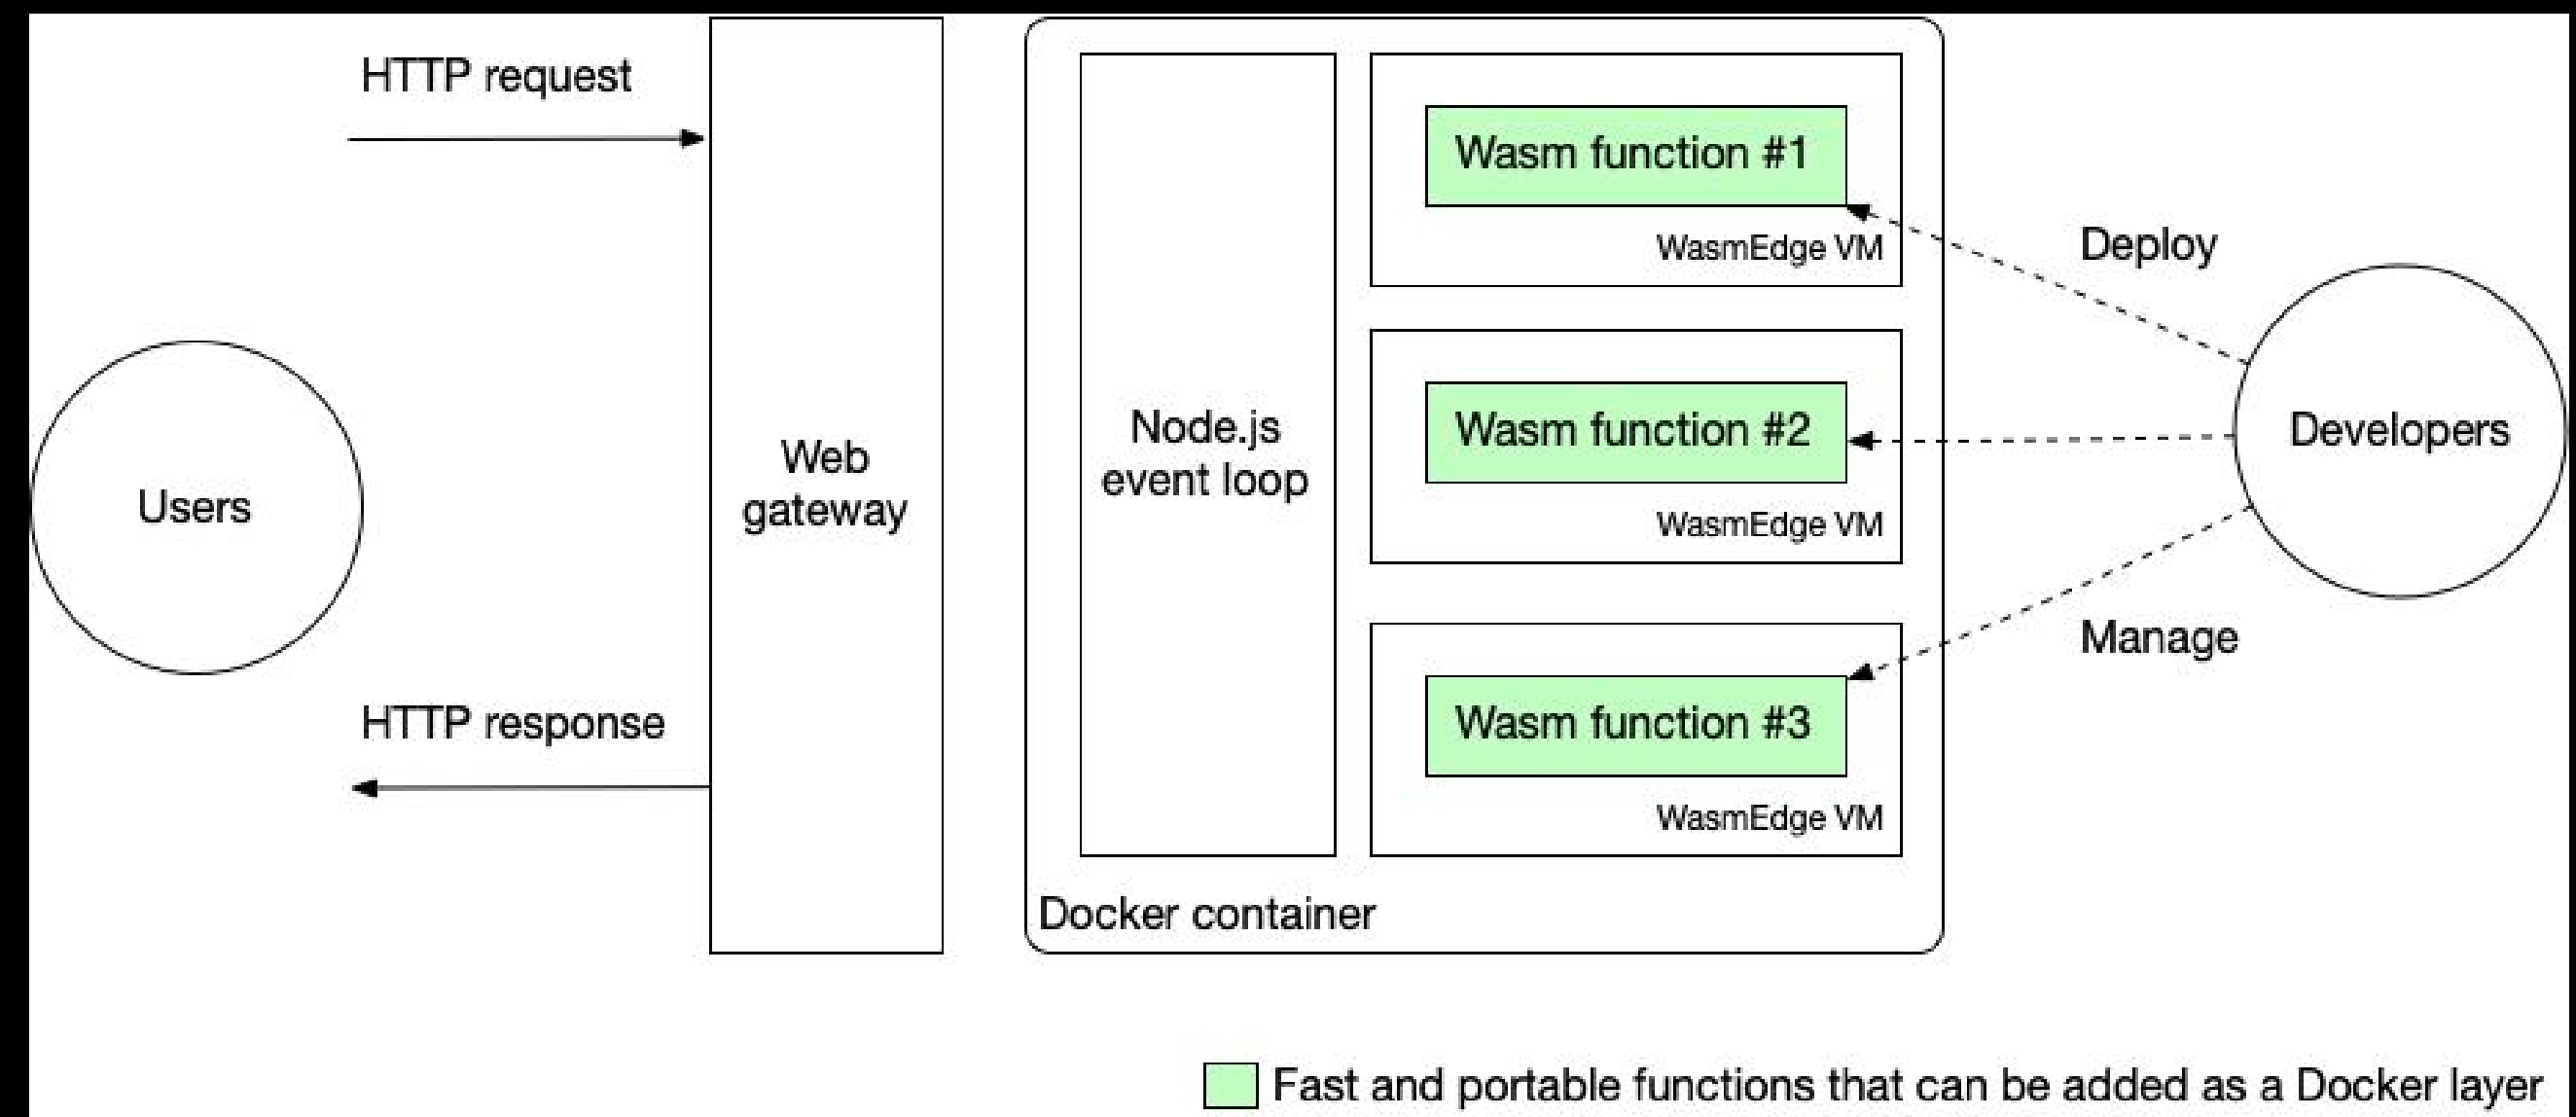 HTTP request
Users
HTTP response
Web
gateway
Node.js
event loop
Wasm function #1
WasmEdge VM
Wasm function #2
WasmEdge VM
Wasm function #3
WasmEdge VM
Docker container
Deploy
Developers
Manage
Fast and portable functions that can be added as a Docker layer